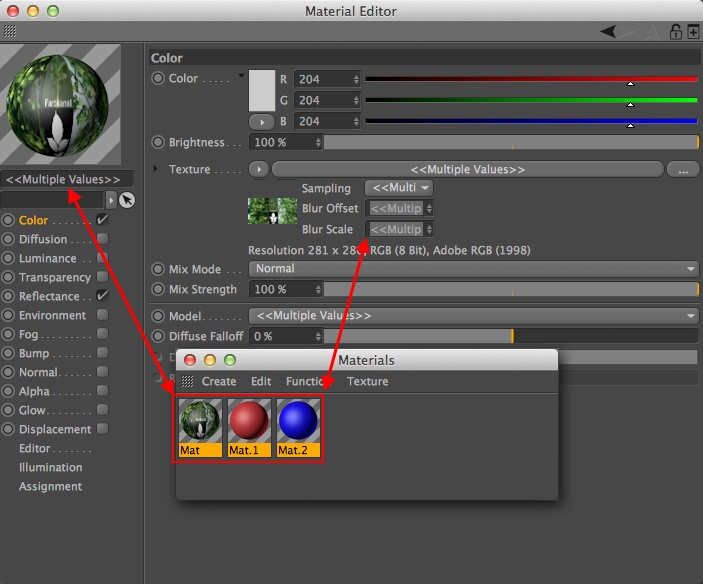 Material Editor
Color
Color R 204
G 204
B 204
Brightness 100 %
<<Multiple Values>>
Texture <<Multiple Values>> ...
Sampling <<Multi
Blur Offset <<Multip
Blur Scale <<Multip
Resolution 281 x 28 , RGB (8 Bit), Adobe RGB (1998)
Mix Mode Normal
Mix Strength 100 %
Model <<Multiple Values>>
Diffuse Falloff 0 %
Color
Diffusion
Luminance
Transparency
Reflectance
Environment
Fog
Bump
Normal
Alpha
Glow
Displacement
Editor
Illumination
Assignment
Materials
Create Edit Functi Texture
Mat Mat.1 Mat.2